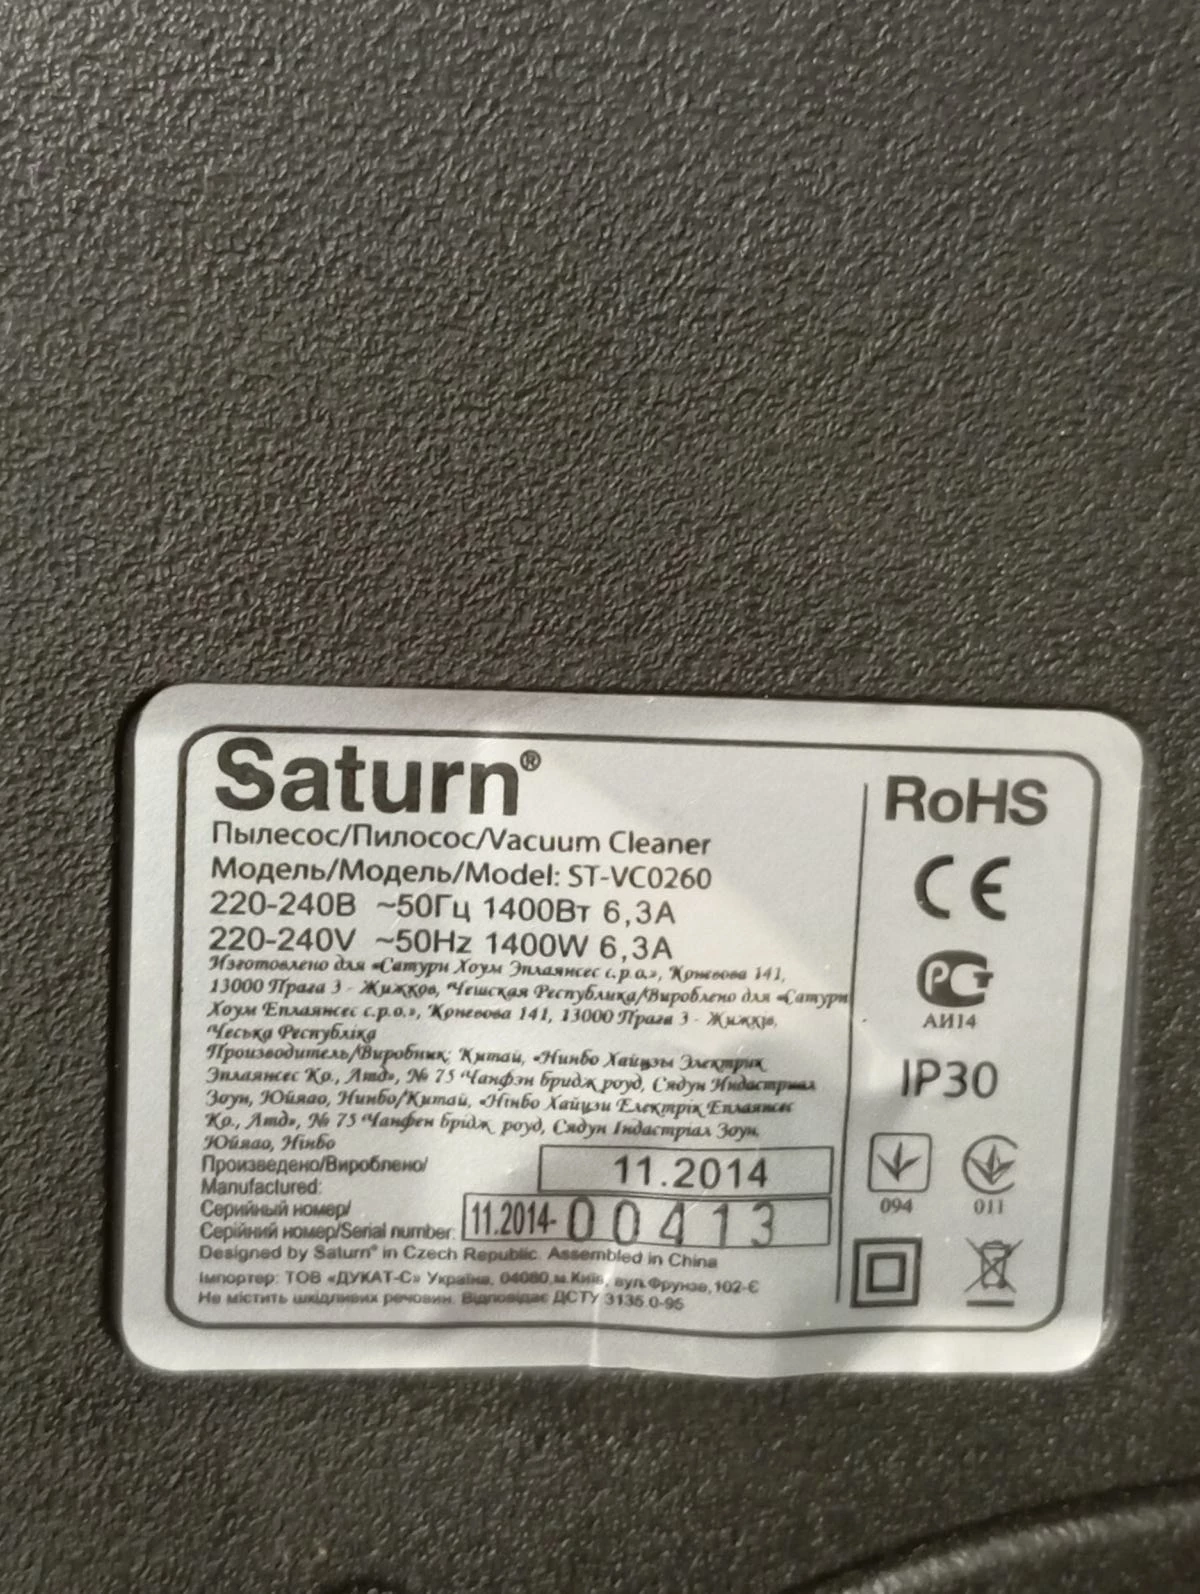 Saturn®
Пылесос/Пилосос/Vacuum Cleaner
Модель/Модель/Model: ST-VC0260
220-240В ~50Гц 1400Вт 6,3А
220-240V ~50Hz 1400W 6,3A
Изготовлено для «Сатурн Хоум Эплаянсес с.р.о.», Коневова 141,
13000 Прага 3 - Жижков, Чешская Республика/Вироблено для «Сатурн
Хоум Еплаянсес с.р.о.», Коневова 141, 13000 Прага 3 - Жижків,
Чеська Республіка
Производитель/Виробник: Китай, «Нинбо Хайцзы Электрик
Эплаянсес Ко., Лтд», № 75 Чанфэн бридж роуд, Сядун Индастриал
Зоун, Юйяао, Нинбо/Китай, «Нінбо Хайцзи Електрік Еплаянсес
Ко., Лтд», № 75 Чанфен брідж роуд, Сядун Індастріал Зоун,
Юйяао, Нінбо
Произведено/Вироблено/
Manufactured:
11.2014
Серийный номер/
Серійний номер/Serial number:
11.2014-00413
Designed by Saturn® in Czech Republic. Assembled in China
Імпортер: ТОВ «ДУКАТ-С» Україна, 04080,м.Київ, вул.Фрунзе,102-Є
Не містить шкідливих речовин. Відповідає ДСТУ 3135.0-95
RoHS
CE
РСТ
АИ14
IP30
094
011